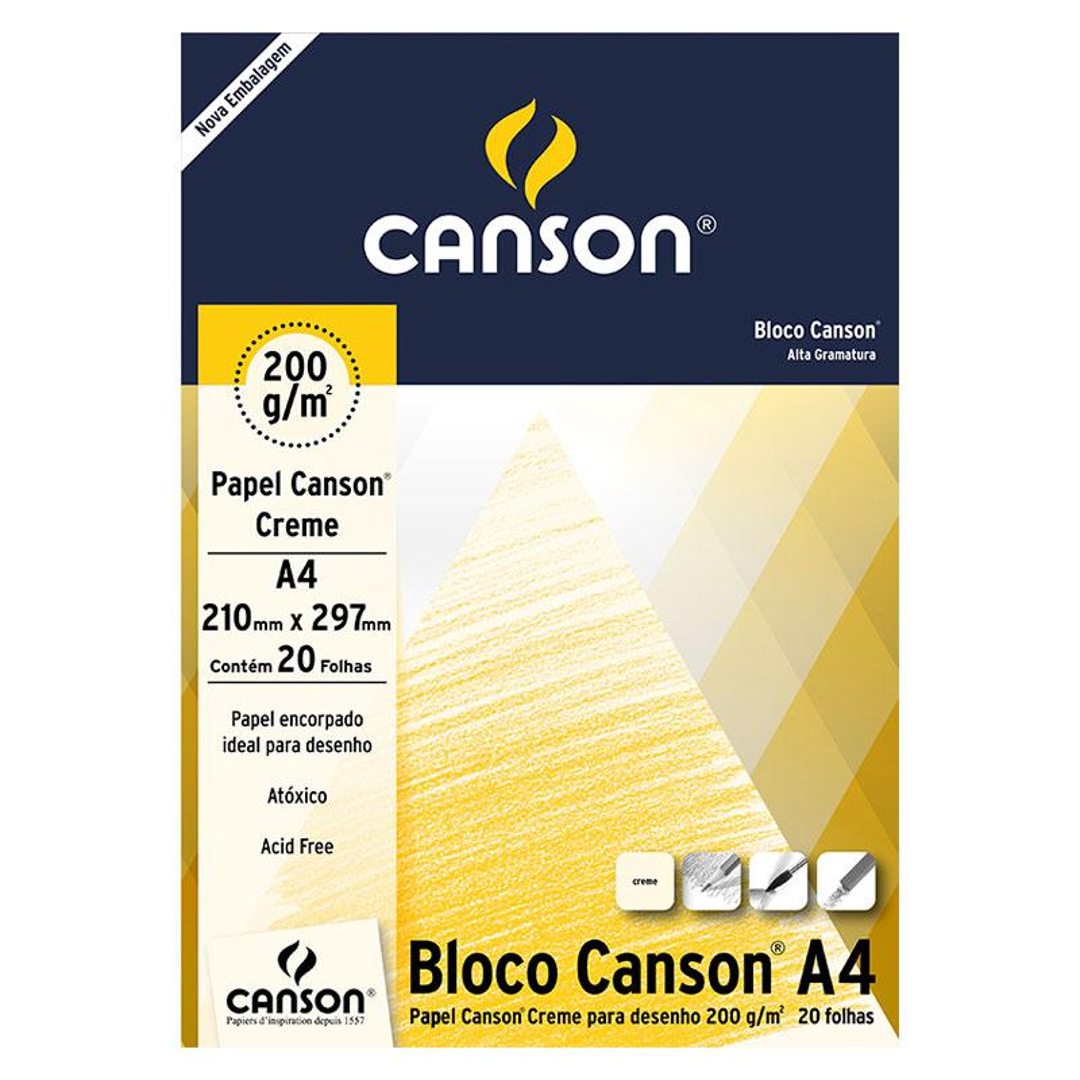 Nova Embalagem
CANSON®
Bloco Canson®
Alta Gramatura
200
g/m²
Papel Canson®
Creme
A4
210mm x 297mm
Contém 20 Folhas
Papel encorpado
ideal para desenho
Atóxico
Acid Free
creme
CANSON®
Papiers d'inspiration depuis 1557
Bloco Canson® A4
Papel Canson® Creme para desenho 200 g/m² 20 folhas